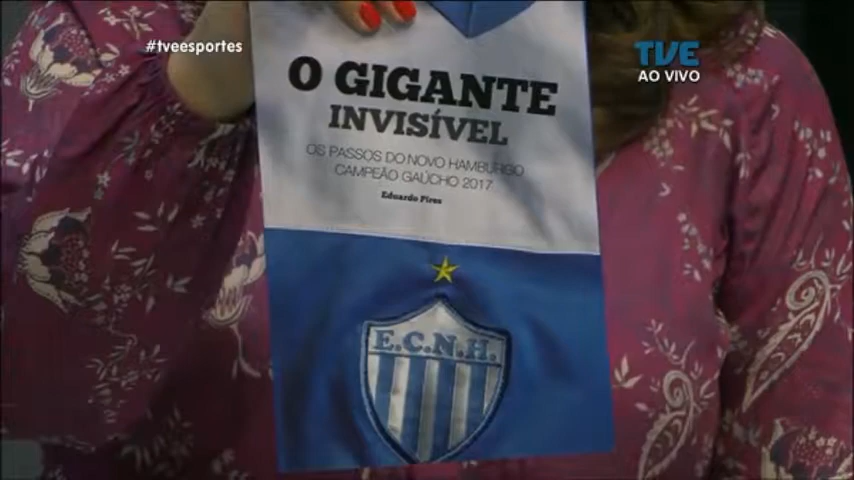 #tveesportes
TVE
AO VIVO
O GIGANTE
INVISÍVEL
OS PASSOS DO NOVO HAMBURGO
CAMPEÃO GAÚCHO 2017
Eduardo Pires
E.C.N.H.